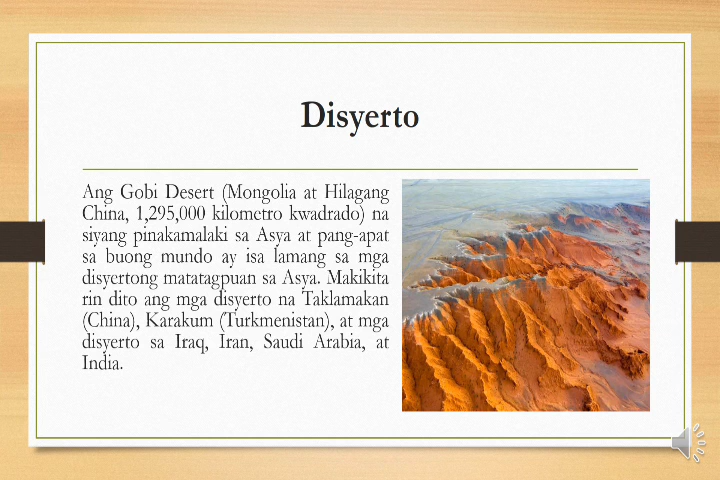 Disyerto
Ang Gobi Desert (Mongolia at Hilagang
China, 1,295,000 kilometro kwadrado) na
siyang pinakamalaki sa Asya at pang-apat
sa buong mundo ay isa lamang sa mga
disyertong matatagpuan sa Asya. Makikita
rin dito ang mga disyerto na Taklamakan
(China), Karakum (Turkmenistan), at mga
disyerto sa Iraq, Iran, Saudi Arabia, at
India.